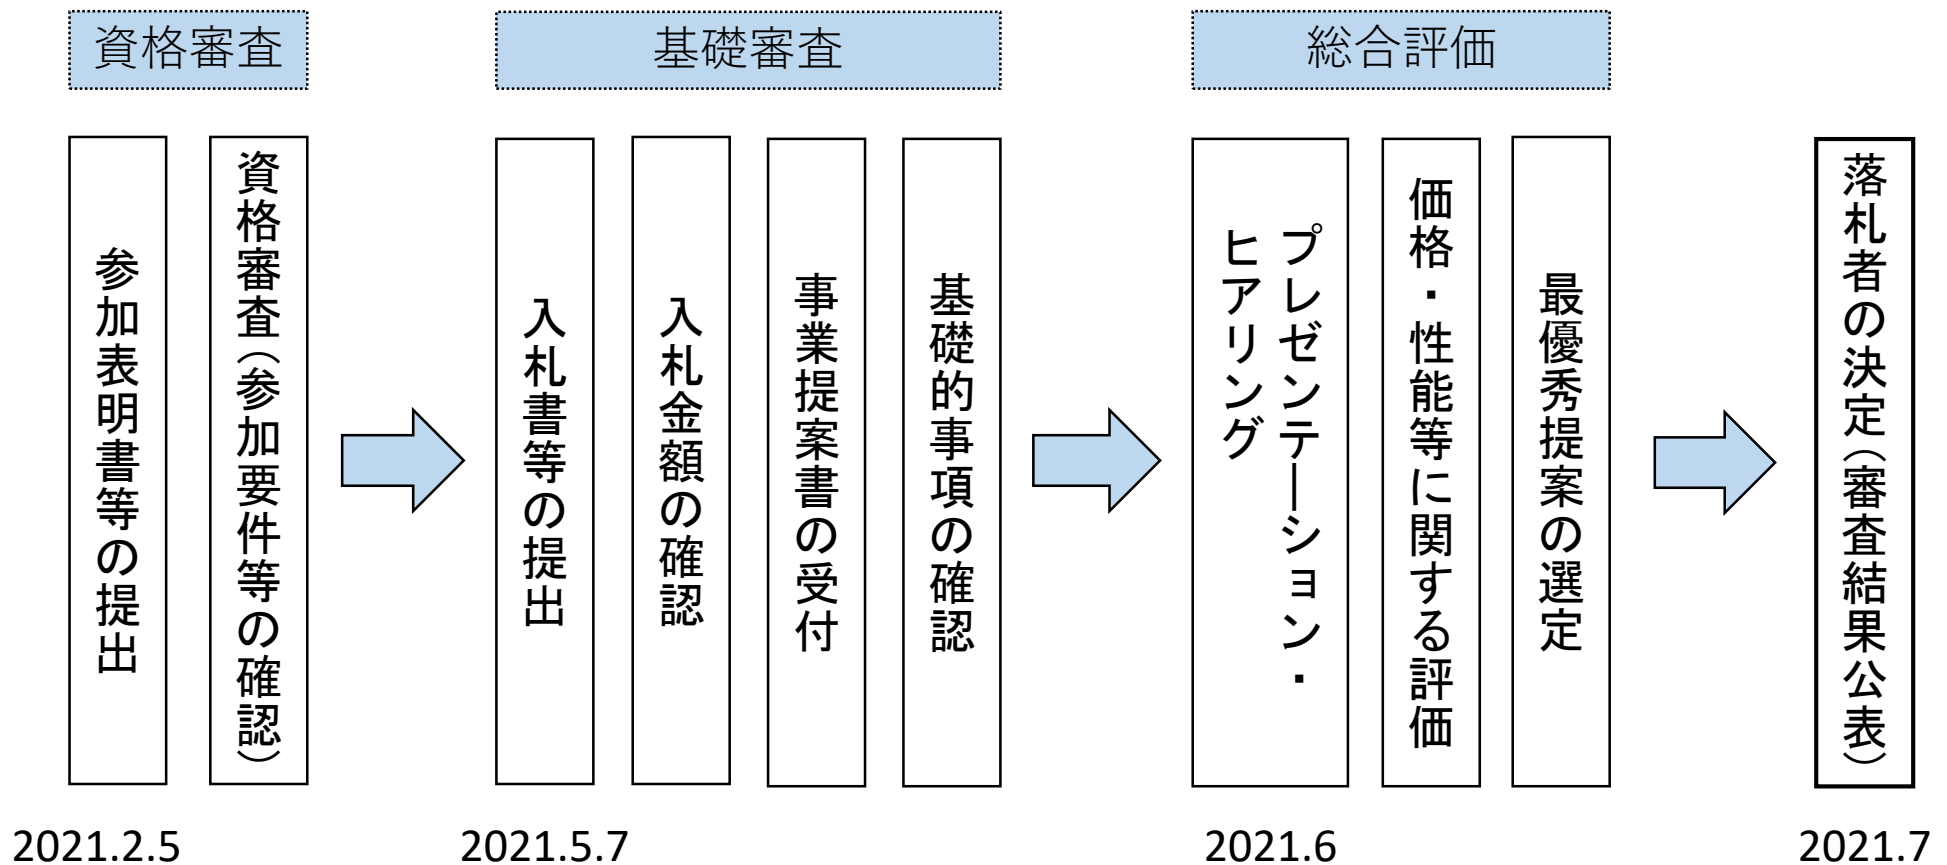 資格審査
基礎審査
総合評価
参加表明書等の提出
資格審査（参加要件等の確認）
入札書等の提出
入札金額の確認
事業提案書の受付
基礎的事項の確認
プレゼンテーション・
ヒアリング
価格・性能等に関する評価
最優秀提案の選定
落札者の決定（審査結果公表）
2021.2.5
2021.5.7
2021.6
2021.7